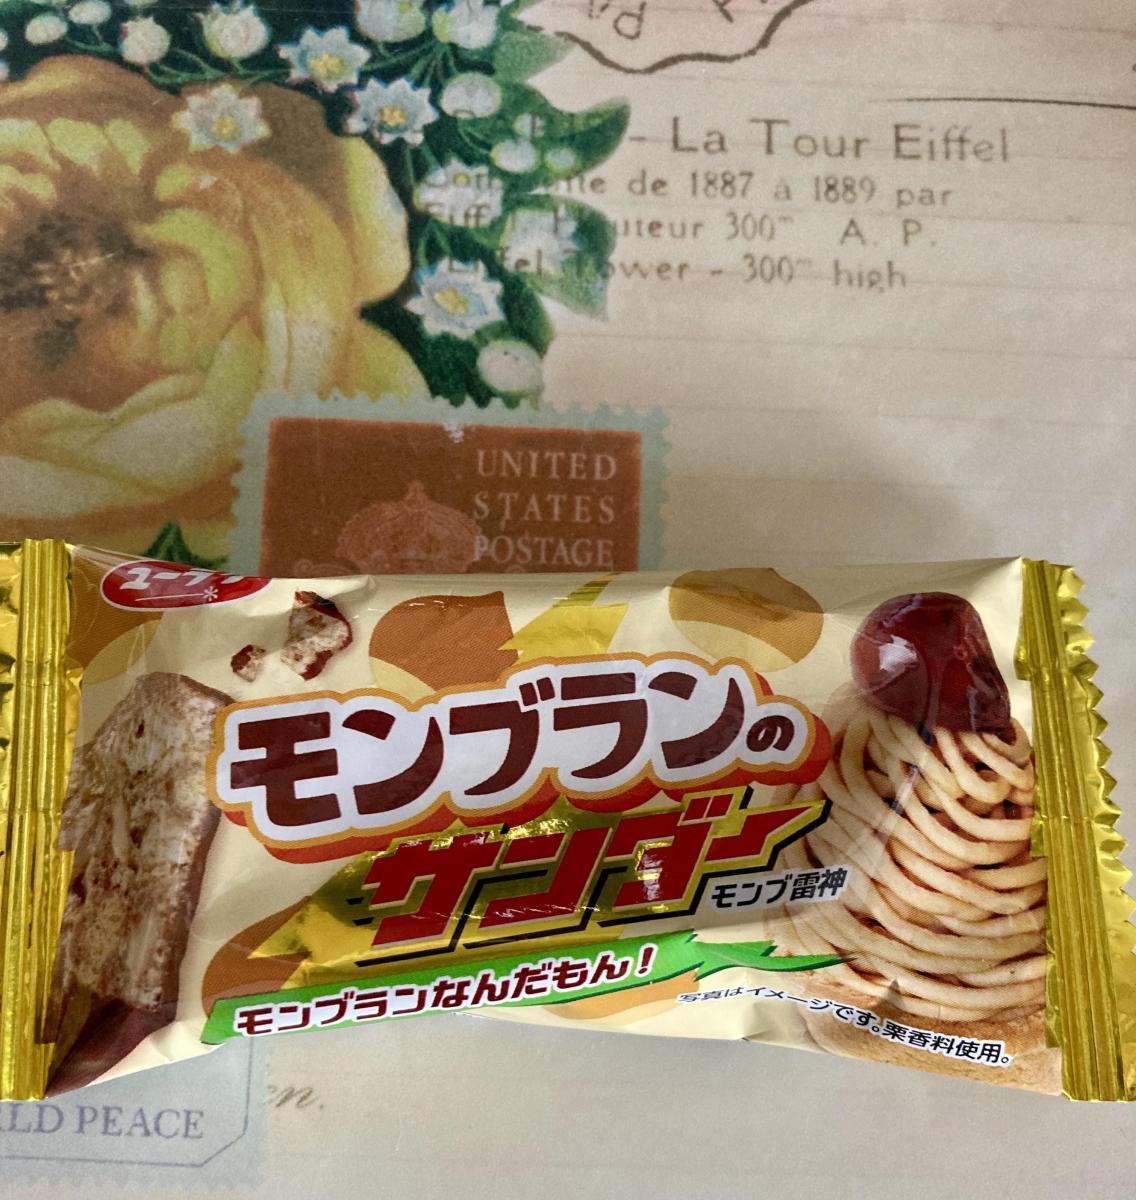 La Tour Eiffel
de 1887 à 1889 par
300ᵐ A. P.
300ᵐ high
UNITED
STATES
POSTAGE
ユーラク
モンブランの
サンダー
モンブ雷神
モンブランなんだもん!
写真はイメージです。栗香料使用。
PEACE